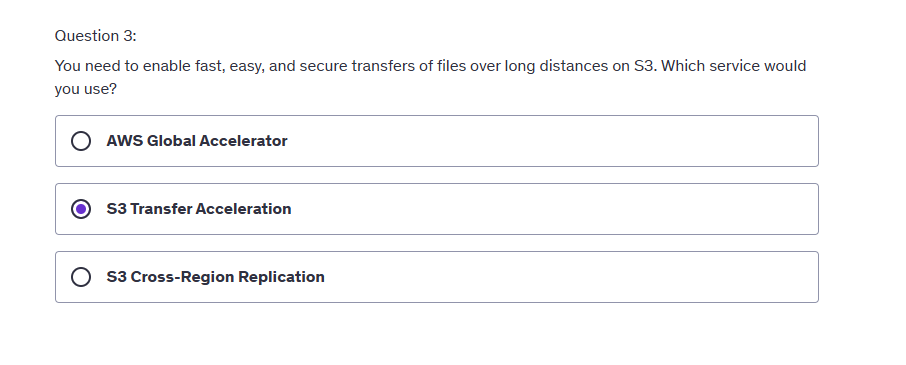 Question 3:
You need to enable fast, easy, and secure transfers of files over long distances on S3. Which service would
you use?
AWS Global Accelerator
S3 Transfer Acceleration
S3 Cross-Region Replication